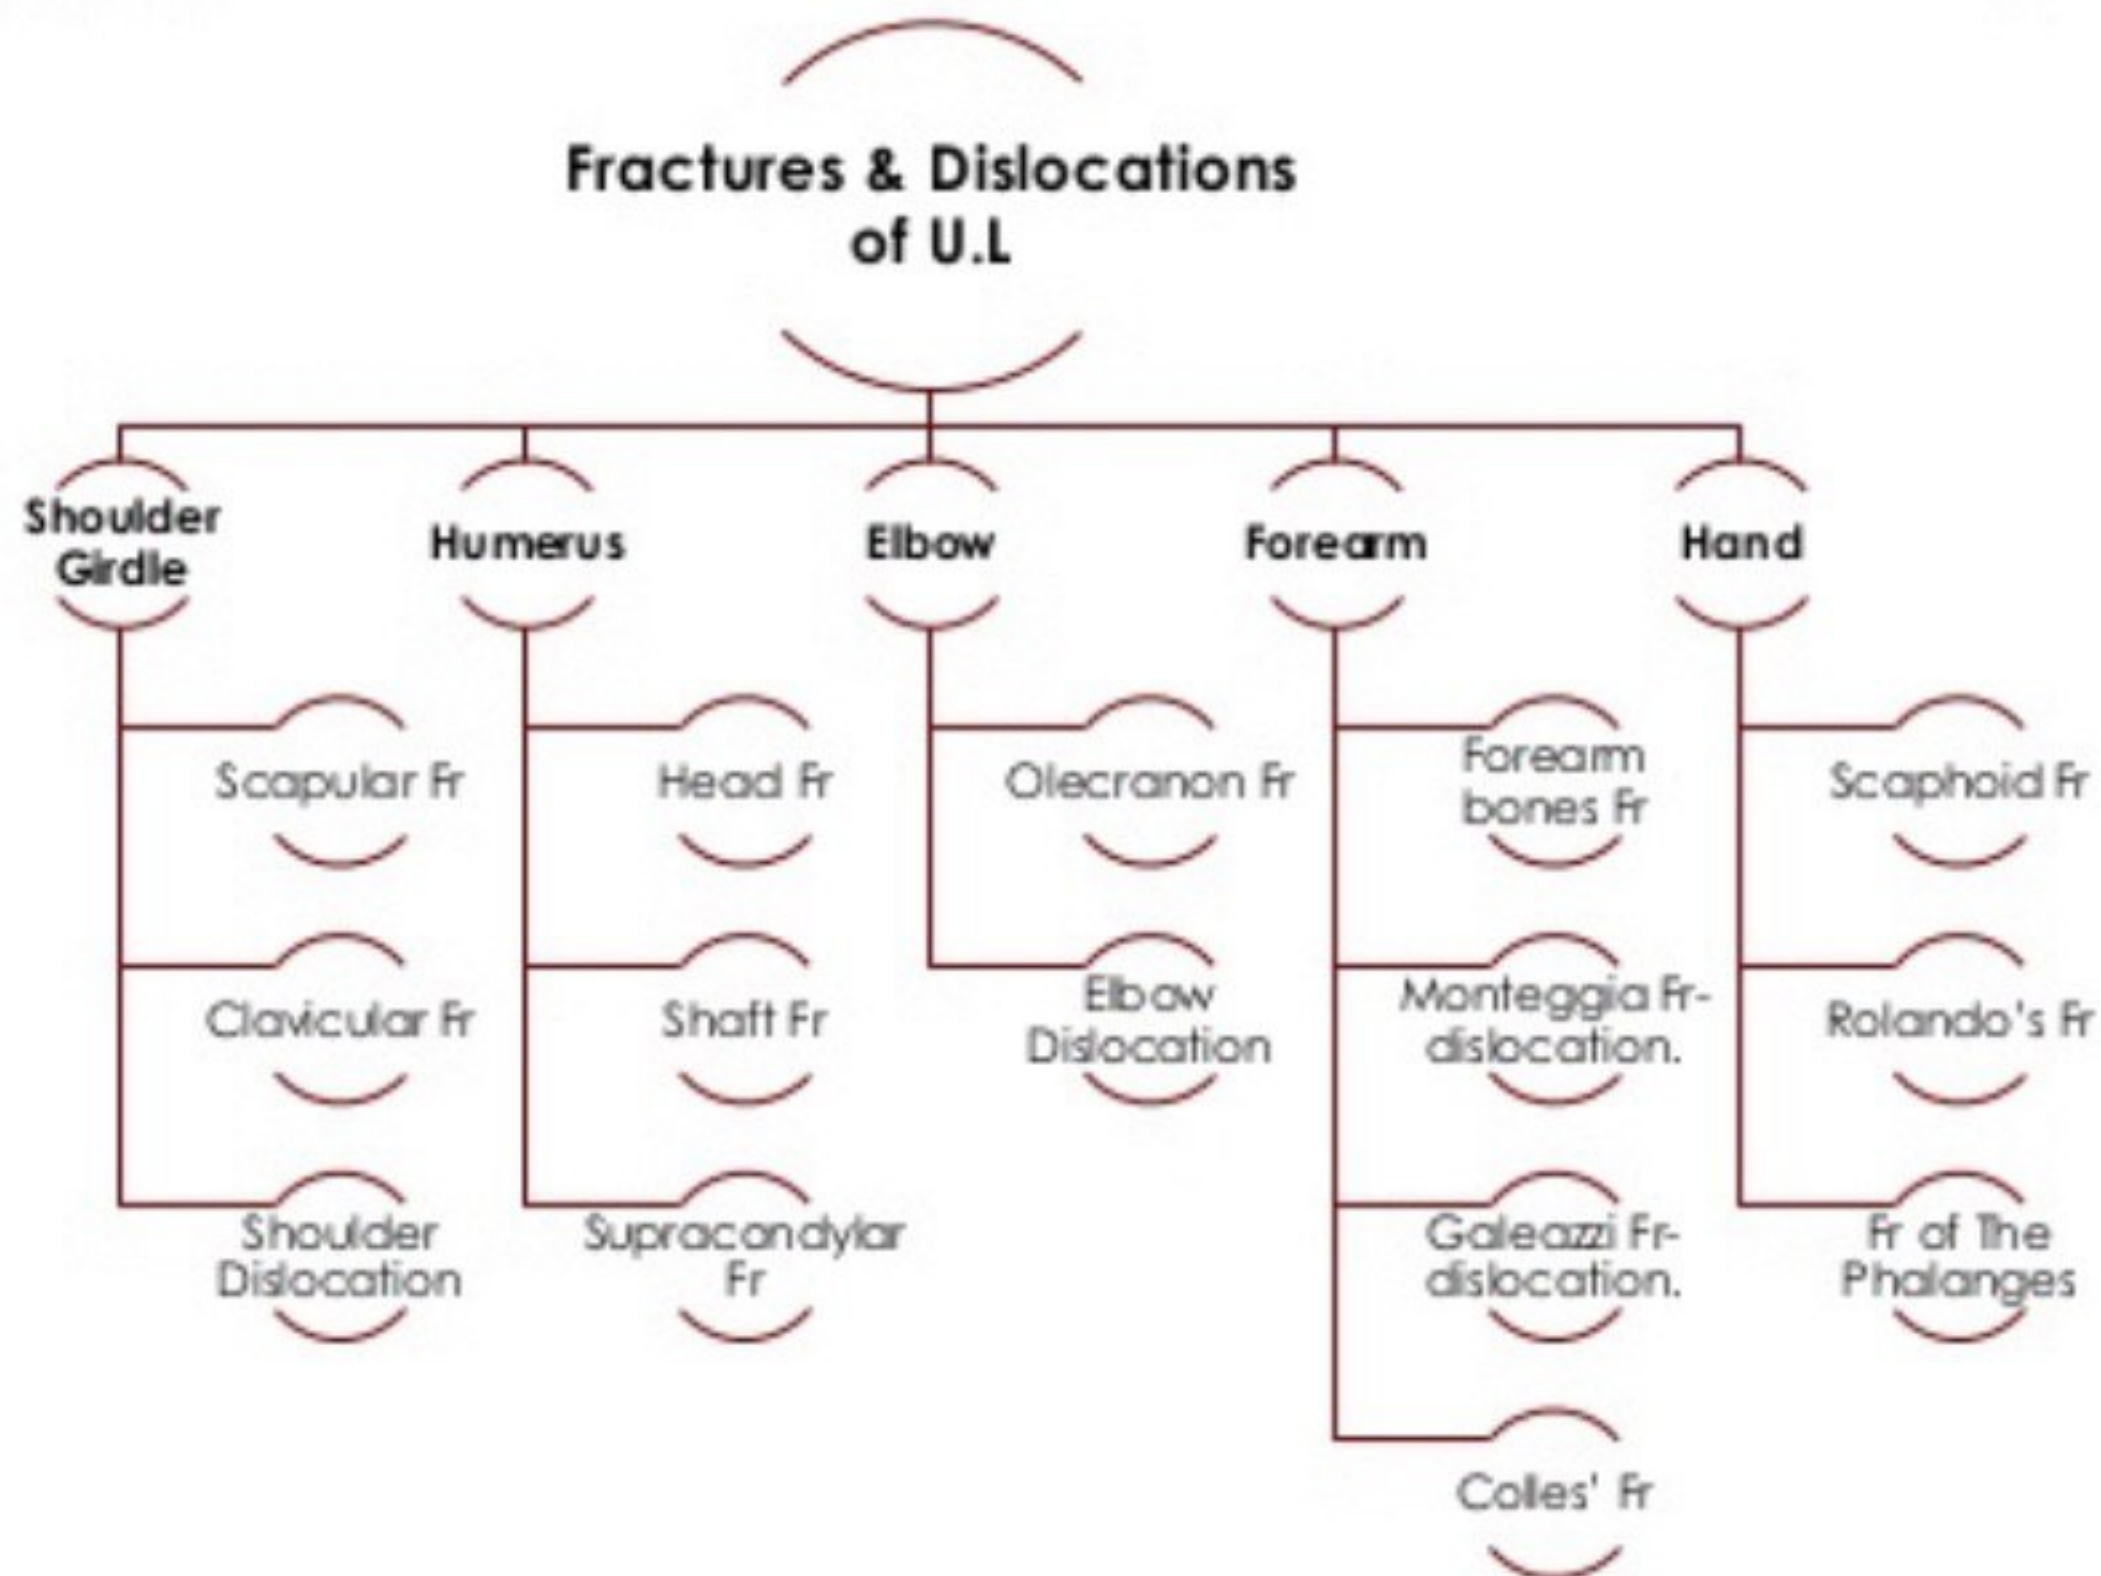 Fractures & Dislocations
of U.L
Shoulder
Girdle
Humerus
Elbow
Forearm
Hand
Scapular Fr
Clavicular Fr
Shoulder
Dislocation
Head Fr
Shaft Fr
Supracondylar
Fr
Olecranon Fr
Elbow
Dislocation
Forearm
bones Fr
Monteggia Fr-
dislocation.
Galeazzi Fr-
dislocation.
Colles' Fr
Scaphoid Fr
Rolando's Fr
Fr of The
Phalanges